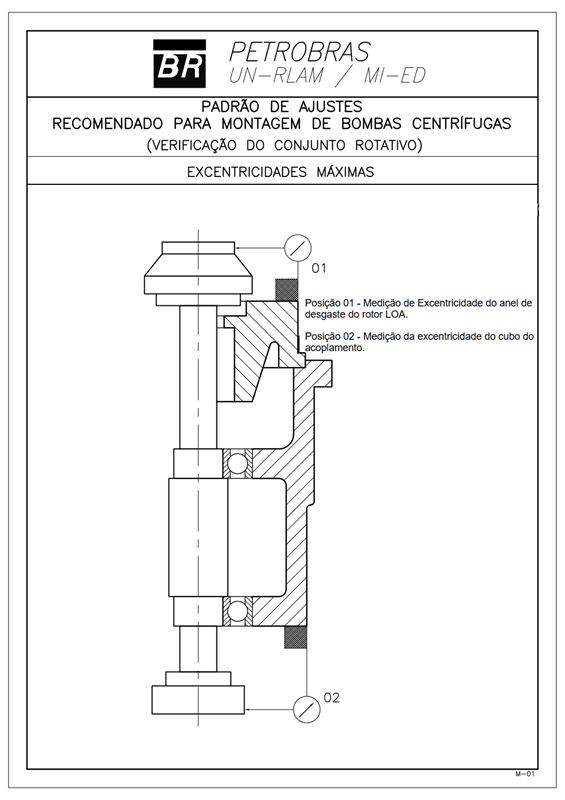 BR
PETROBRAS
UN-RLAM / MI-ED
PADRÃO DE AJUSTES
RECOMENDADO PARA MONTAGEM DE BOMBAS CENTRÍFUGAS
(VERIFICAÇÃO DO CONJUNTO ROTATIVO)
EXCENTRICIDADES MÁXIMAS
01
Posição 01 - Medição de Excentricidade do anel de
desgaste do rotor LOA.
Posição 02 - Medição da excentricidade do cubo do
acoplamento.
02
M-01